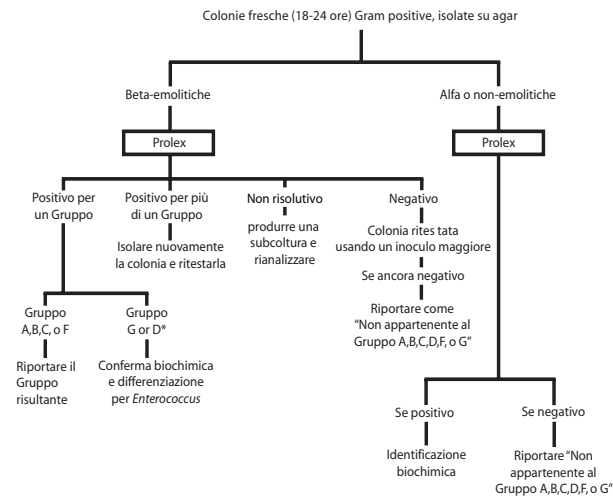 Colonie fresche (18-24 ore) Gram positive, isolate su agar
Beta-emolitiche
Alfa o non-emolitiche
Prolex
Prolex
Positivo per
un Gruppo
Positivo per più
di un Gruppo
Non risolutivo
Negativo
Isolare nuovamente
la colonia e ritestarla
produrre una
subcoltura e
rianalizzare
Colonia rites tata
usando un inoculo maggiore
Se ancora negativo
Riportare come
“Non appartenente al
Gruppo A,B,C,D,F, o G”
Gruppo
A,B,C, o F
Gruppo
G or D*
Riportare il
Gruppo
risultante
Conferma biochimica
e differenziazione
per Enterococcus
Se positivo
Se negativo
Identificazione
biochimica
Riportare “Non
appartenente al
Gruppo A,B,C,D,F, o G”